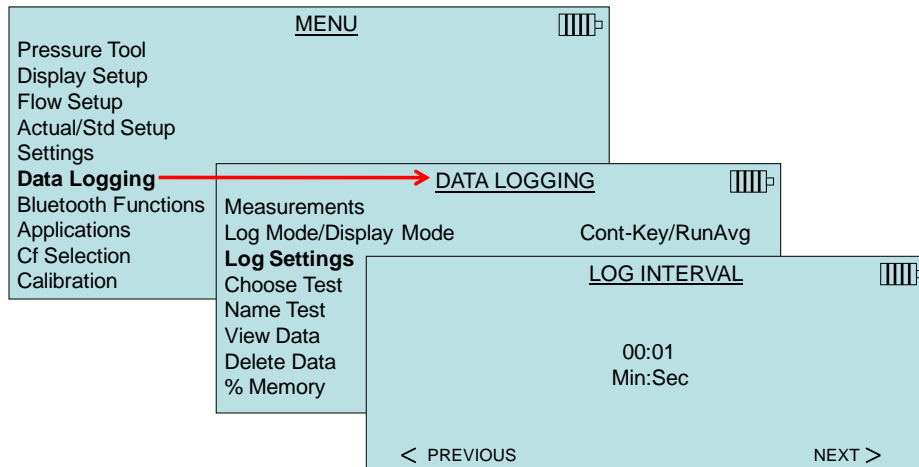 MENU
Pressure Tool
Display Setup
Flow Setup
Actual/Std Setup
Settings
Data Logging
Bluetooth Functions
Applications
Cf Selection
Calibration
DATA LOGGING
Measurements
Log Mode/Display Mode Cont-Key/RunAvg
Log Settings
Choose Test
Name Test
View Data
Delete Data
% Memory
LOG INTERVAL
00:01
Min:Sec
< PREVIOUS NEXT >